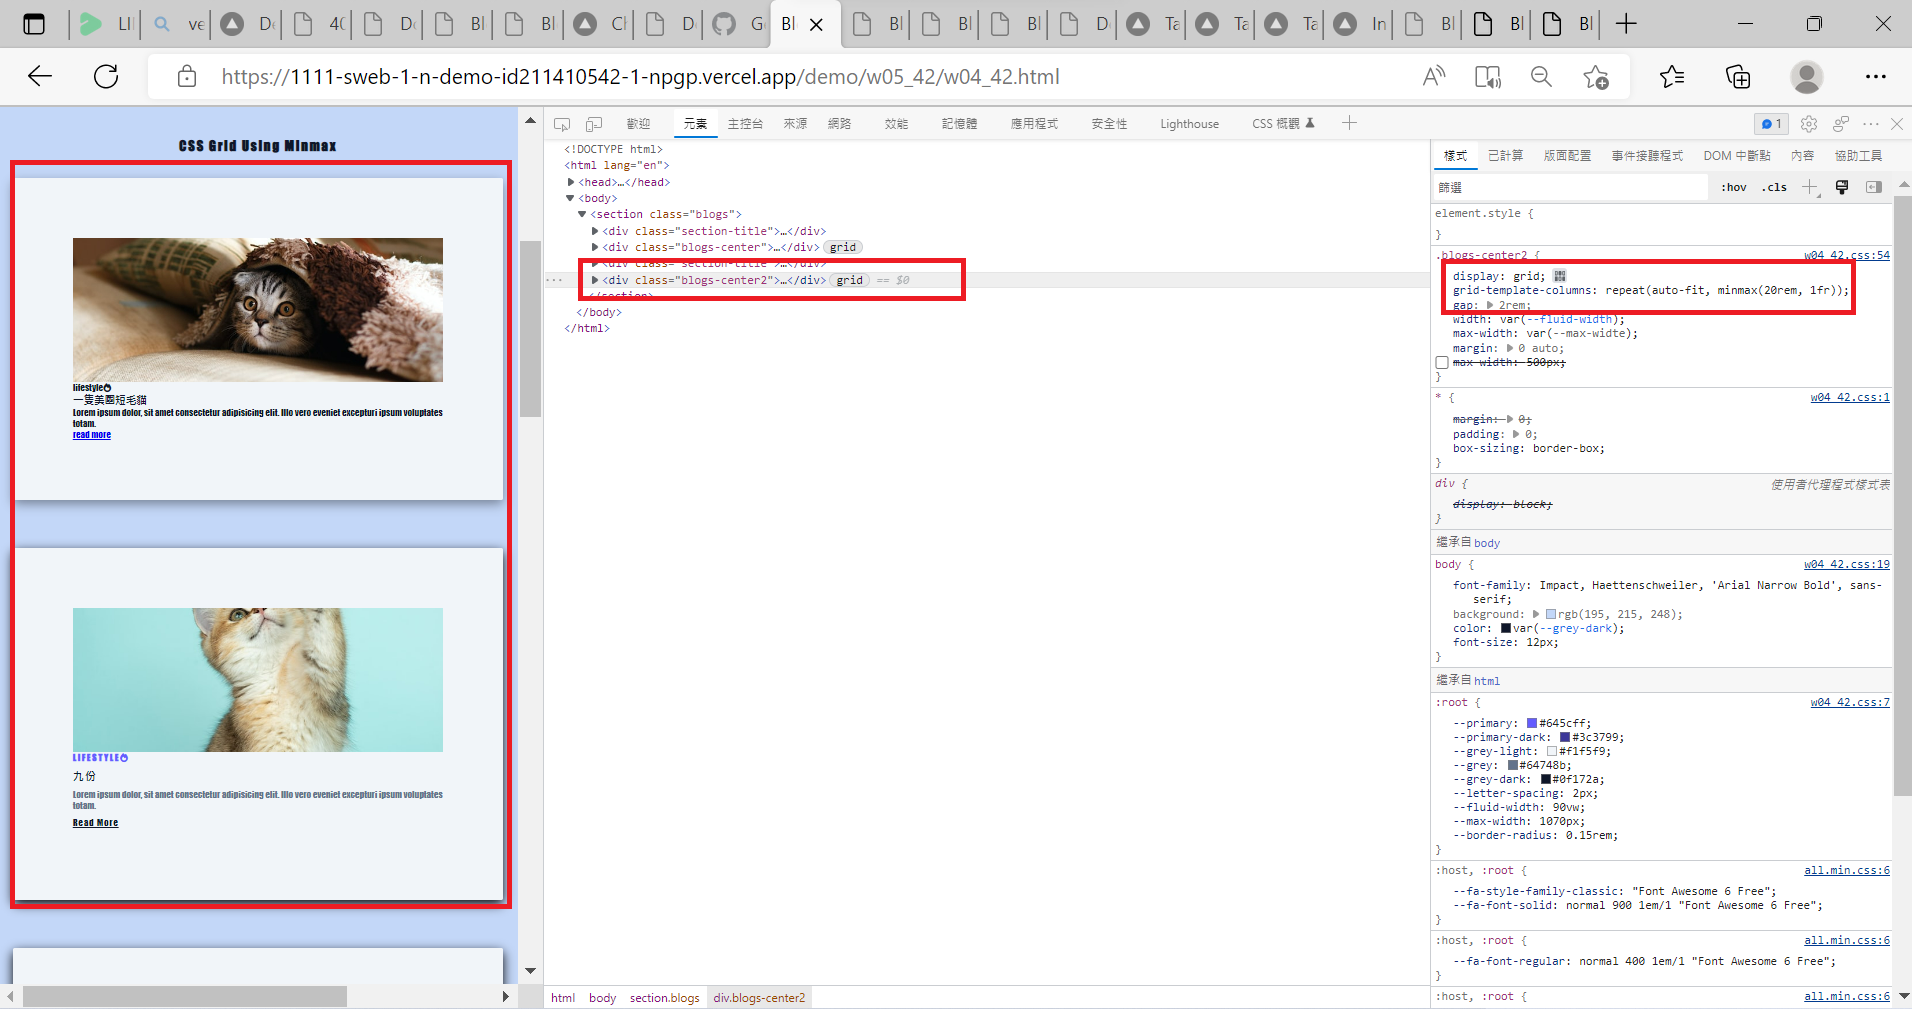 LI
ve
De
40
De
Bl
Bl
Ch
De
Ge
Bl
Bl
Bl
Bl
De
Ta
Ta
Ta
In
Bl
Bl
Bl
https://1111-sweb-1-n-demo-id211410542-1-npgp.vercel.app/demo/w05_42/w04_42.html
CSS Grid Using Minmax
lifestyle
一隻美國短毛貓
Lorem ipsum dolor, sit amet consectetur adipisicing elit. Illo vero eveniet excepturi ipsum voluptates
totam.
read more
LIFESTYLE
九份
Lorem ipsum dolor, sit amet consectetur adipisicing elit. Illo vero eveniet excepturi ipsum voluptates
totam.
Read More
歡迎 元素 主控台 來源 網路 效能 記憶體 應用程式 安全性 Lighthouse CSS 概觀
1
<!DOCTYPE html>
<html lang="en">
<head>…</head>
<body>
<section class="blogs">
<div class="section-title">…</div>
<div class="blogs-center">…</div> grid
<div class="section-title">…</div>
<div class="blogs-center2">…</div> grid == $0
</section>
</body>
</html>
html body section.blogs div.blogs-center2
樣式 已計算 版面配置 事件接聽程式 DOM 中斷點 內容 協助工具
篩選 :hov .cls
element.style {
}
.blogs-center2 { w04_42.css:54
display: grid;
grid-template-columns: repeat(auto-fit, minmax(20rem, 1fr));
gap: 2rem;
width: var(--fluid-width);
max-width: var(--max-widte);
margin: 0 auto;
max-width: 500px;
}
* { w04_42.css:1
margin: 0;
padding: 0;
box-sizing: border-box;
}
div { 使用者代理程式樣式表
display: block;
}
繼承自 body
body { w04_42.css:19
font-family: Impact, Haettenschweiler, 'Arial Narrow Bold', sans-
serif;
background: rgb(195, 215, 248);
color: var(--grey-dark);
font-size: 12px;
}
繼承自 html
:root { w04_42.css:7
--primary: #645cff;
--primary-dark: #3c3799;
--grey-light: #f1f5f9;
--grey: #64748b;
--grey-dark: #0f172a;
--letter-spacing: 2px;
--fluid-width: 90vw;
--max-width: 1070px;
--border-radius: 0.15rem;
}
:host, :root { all.min.css:6
--fa-style-family-classic: "Font Awesome 6 Free";
--fa-font-solid: normal 900 1em/1 "Font Awesome 6 Free";
}
:host, :root { all.min.css:6
--fa-font-regular: normal 400 1em/1 "Font Awesome 6 Free";
}
:host, :root { all.min.css:6